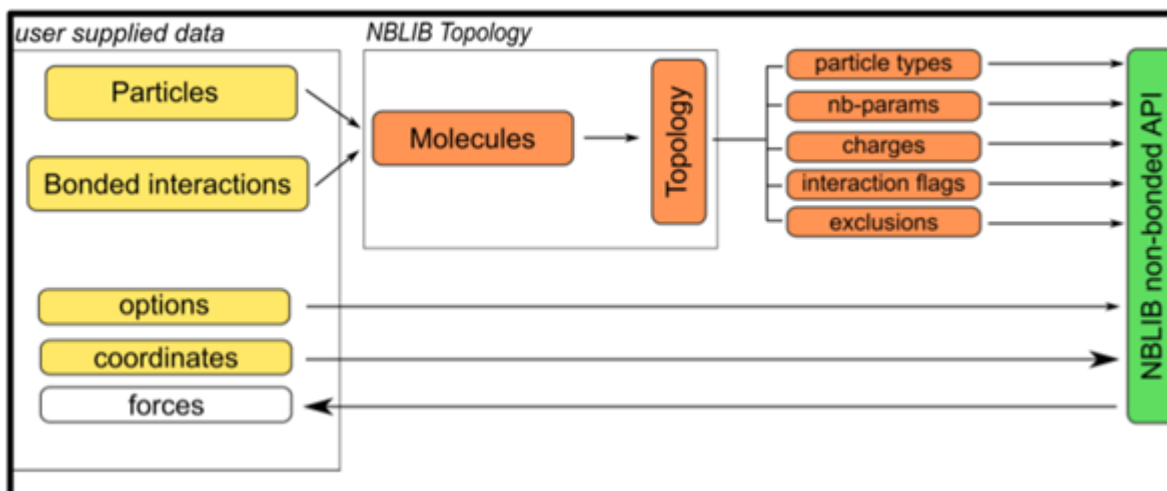 user supplied data
NBLIB Topology
Particles
Bonded interactions
Molecules
Topology
particle types
nb-params
charges
interaction flags
exclusions
options
coordinates
forces
NBLIB non-bonded API